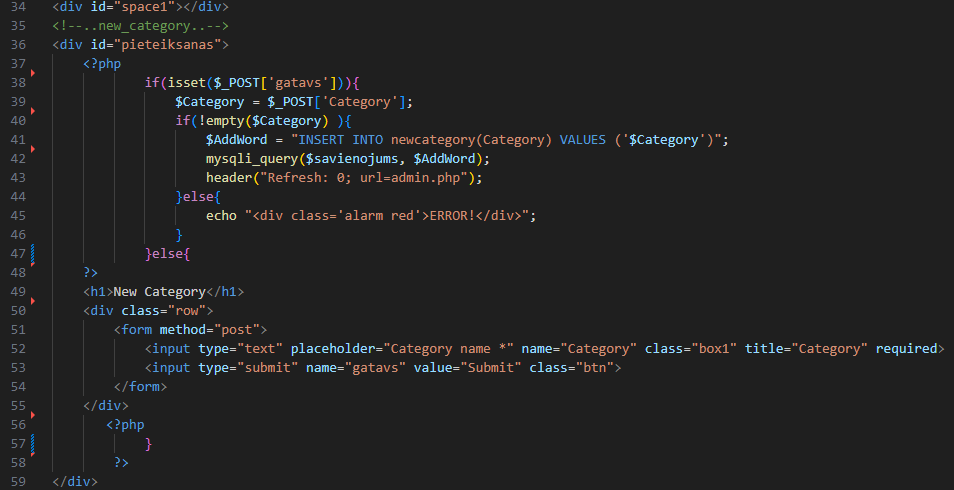 34 <div id="space1"></div>
35 <!--..new_category..-->
36 <div id="pieteiksanas">
37 <?php
38 if(isset($_POST['gatavs'])){
39 $Category = $_POST['Category'];
40 if(!empty($Category) ){
41 $AddWord = "INSERT INTO newcategory(Category) VALUES ('$Category')";
42 mysqli_query($savienojums, $AddWord);
43 header("Refresh: 0; url=admin.php");
44 }else{
45 echo "<div class='alarm red'>ERROR!</div>";
46 }
47 }else{
48 ?>
49 <h1>New Category</h1>
50 <div class="row">
51 <form method="post">
52 <input type="text" placeholder="Category name *" name="Category" class="box1" title="Category" required>
53 <input type="submit" name="gatavs" value="Submit" class="btn">
54 </form>
55 </div>
56 <?php
57 }
58 ?>
59 </div>